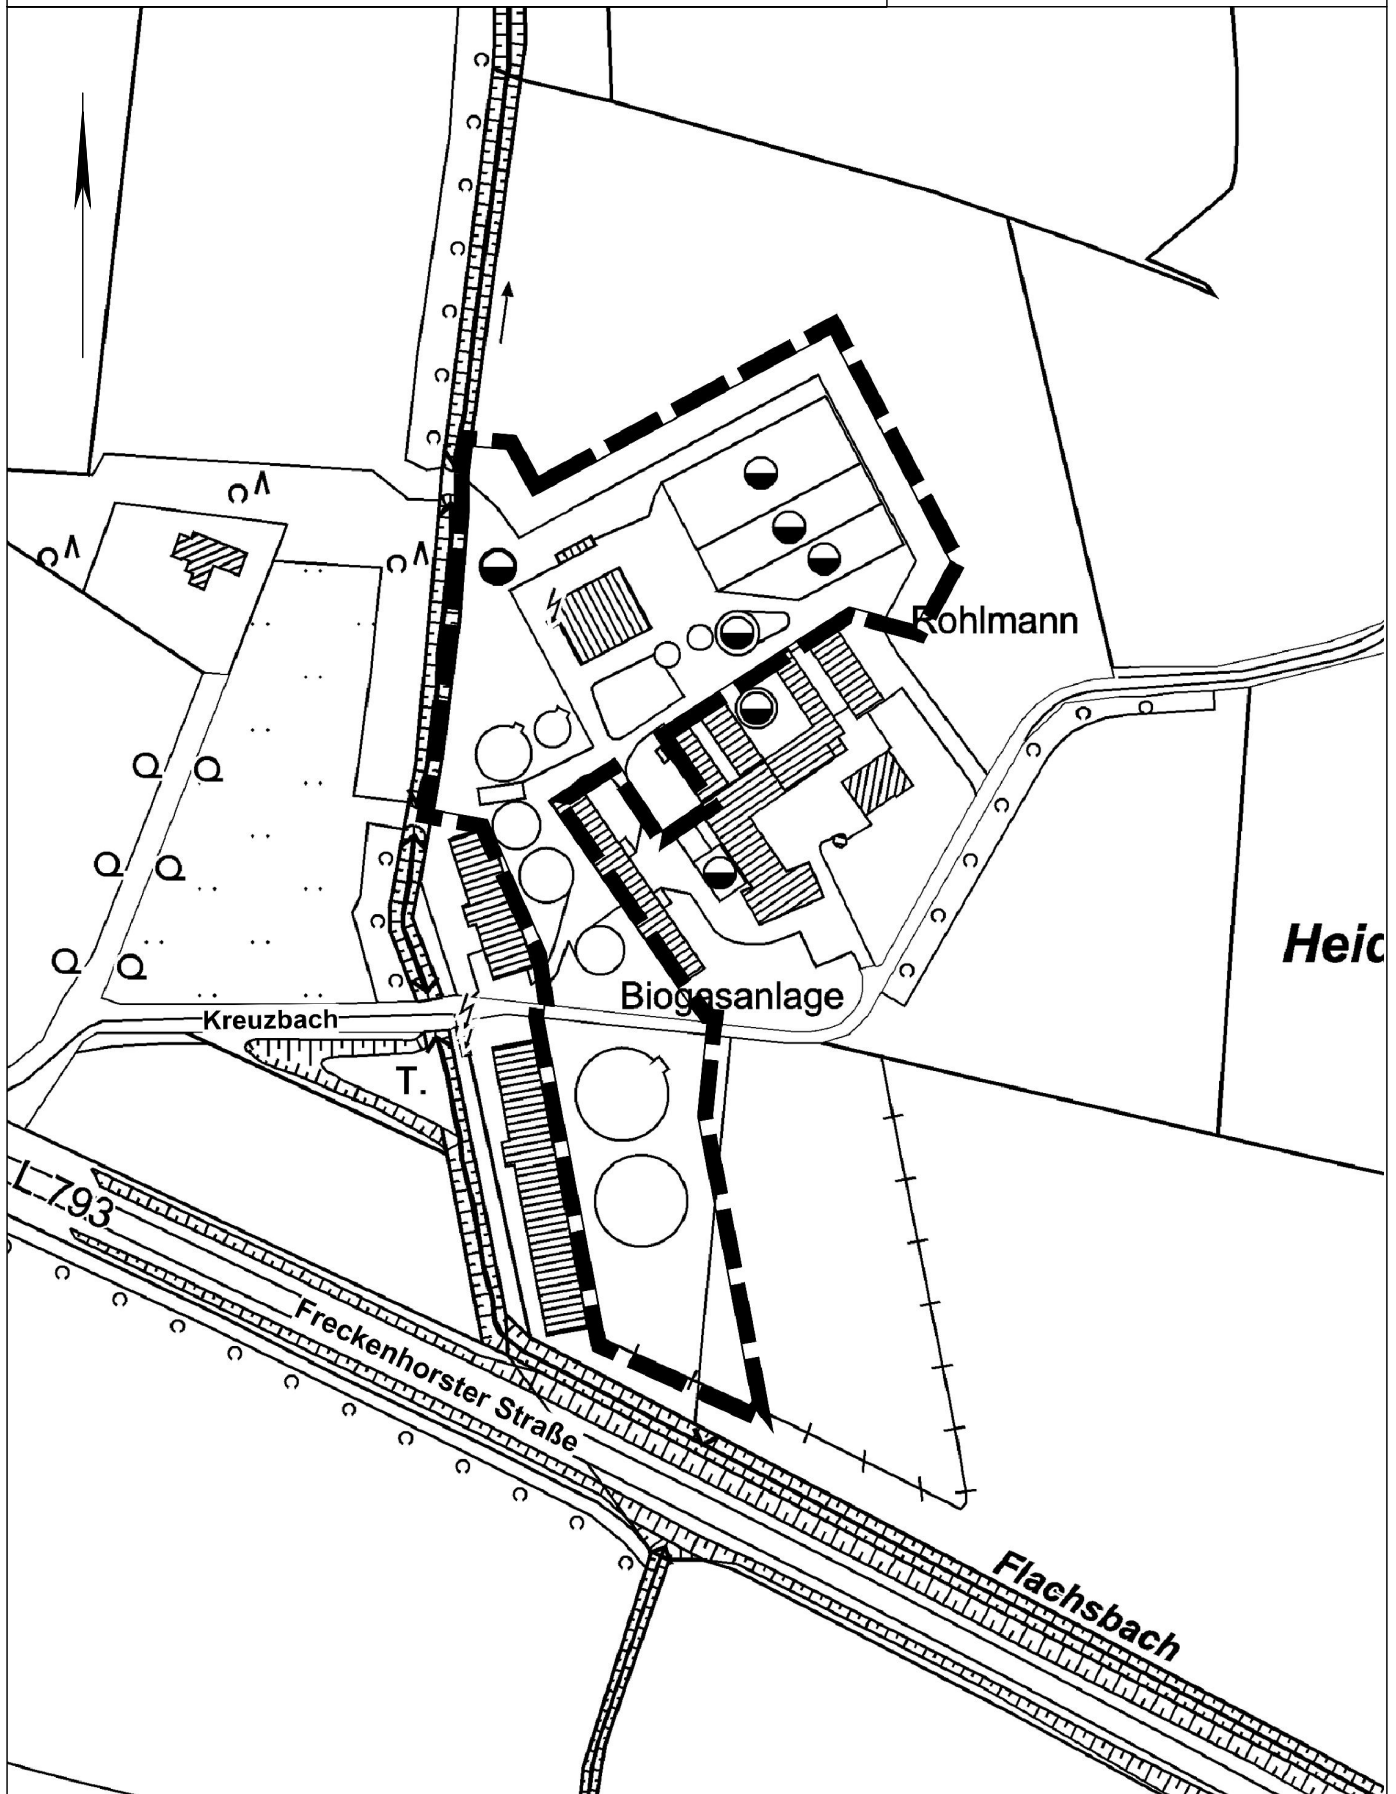 Rohlmann
Heid
Biogasanlage
Kreuzbach
T.
L 793
Freckenhorster Straße
Flachsbach